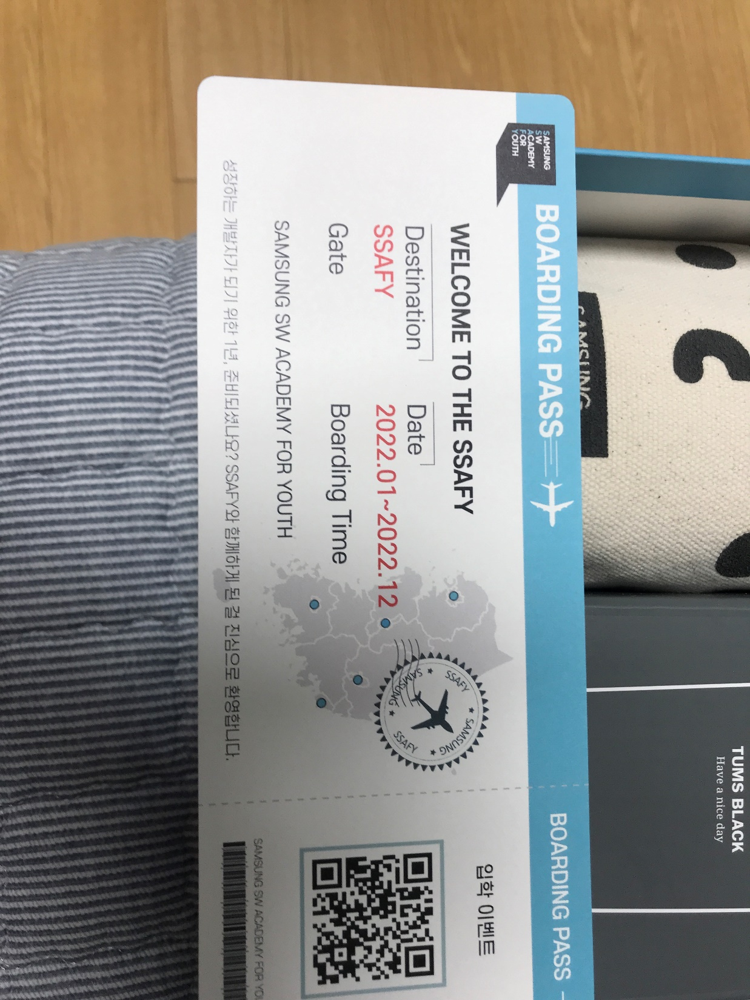 SAMSUNG
SW
ACADEMY
FOR
YOUTH
BOARDING PASS
WELCOME TO THE SSAFY
Destination
Date
SSAFY
2022.01~2022.12
Gate
Boarding Time
SAMSUNG SW ACADEMY FOR YOUTH
성장하는 개발자가 되기 위한 1년, 준비되셨나요? SSAFY와 함께하게 된 걸 진심으로 환영합니다.
SSAFY ★ SAMSUNG ★ SSAFY ★ SAMSUNG ★
BOARDING PASS
입학 이벤트
SAMSUNG SW ACADEMY FOR YOU
SAMSUNG
TUMS BLACK
Have a nice day